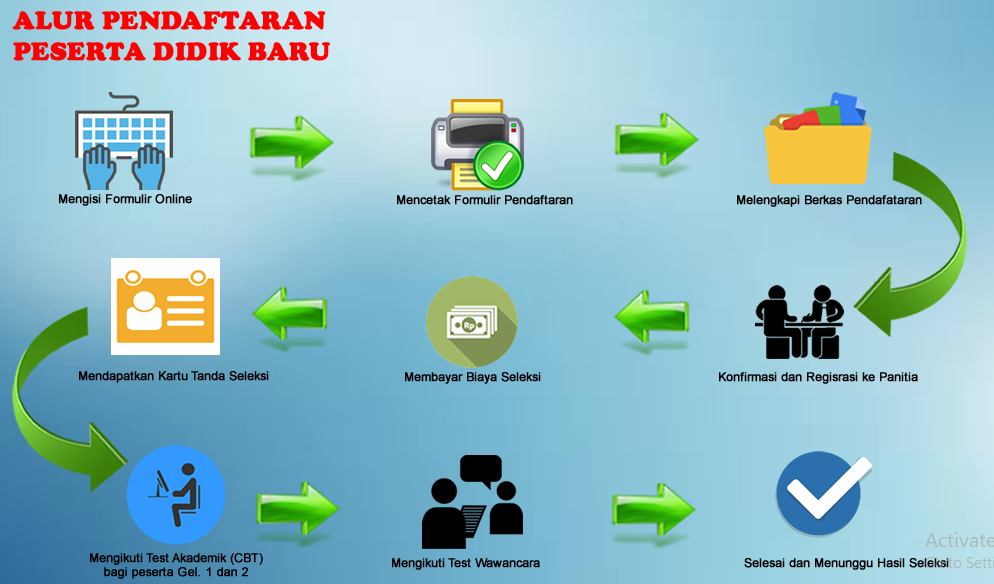 ALUR PENDAFTARAN
PESERTA DIDIK BARU
Mengisi Formulir Online
Mencetak Formulir Pendaftaran
Melengkapi Berkas Pendafataran
Konfirmasi dan Regisrasi ke Panitia
Rp
Membayar Biaya Seleksi
Mendapatkan Kartu Tanda Seleksi
Mengikuti Test Akademik (CBT)
bagi peserta Gel. 1 dan 2
Mengikuti Test Wawancara
Selesai dan Menunggu Hasil Seleksi
Activate
to Setti